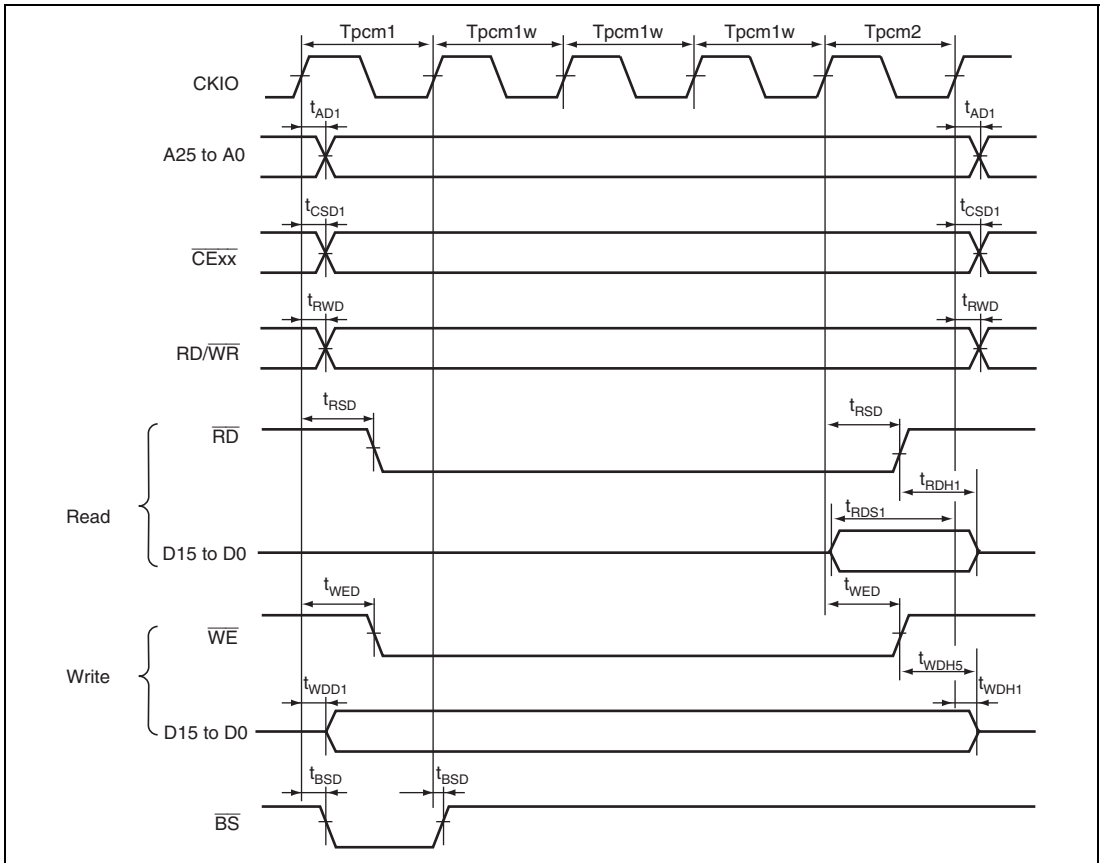 Tpcm1 Tpcm1w Tpcm1w Tpcm1w Tpcm2
CKIO
tAD1 tAD1
A25 to A0
tCSD1 tCSD1
CExx
tRWD tRWD
RD/WR
tRSD tRSD
RD
tRDH1
Read
tRDS1
D15 to D0
tWED tWED
WE
tWDH5
Write
tWDD1 tWDH1
D15 to D0
tBSD tBSD
BS